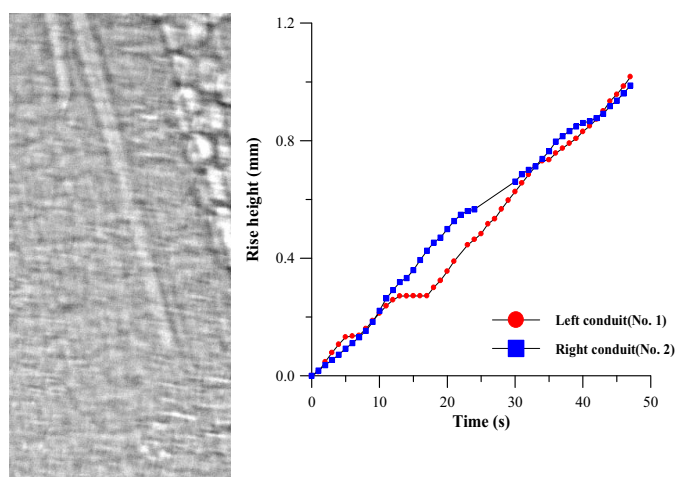 1.2
0.8
0.4
0.0
Rise height (mm)
0
10
20
30
40
50
Time (s)
Left conduit(No. 1)
Right conduit(No. 2)